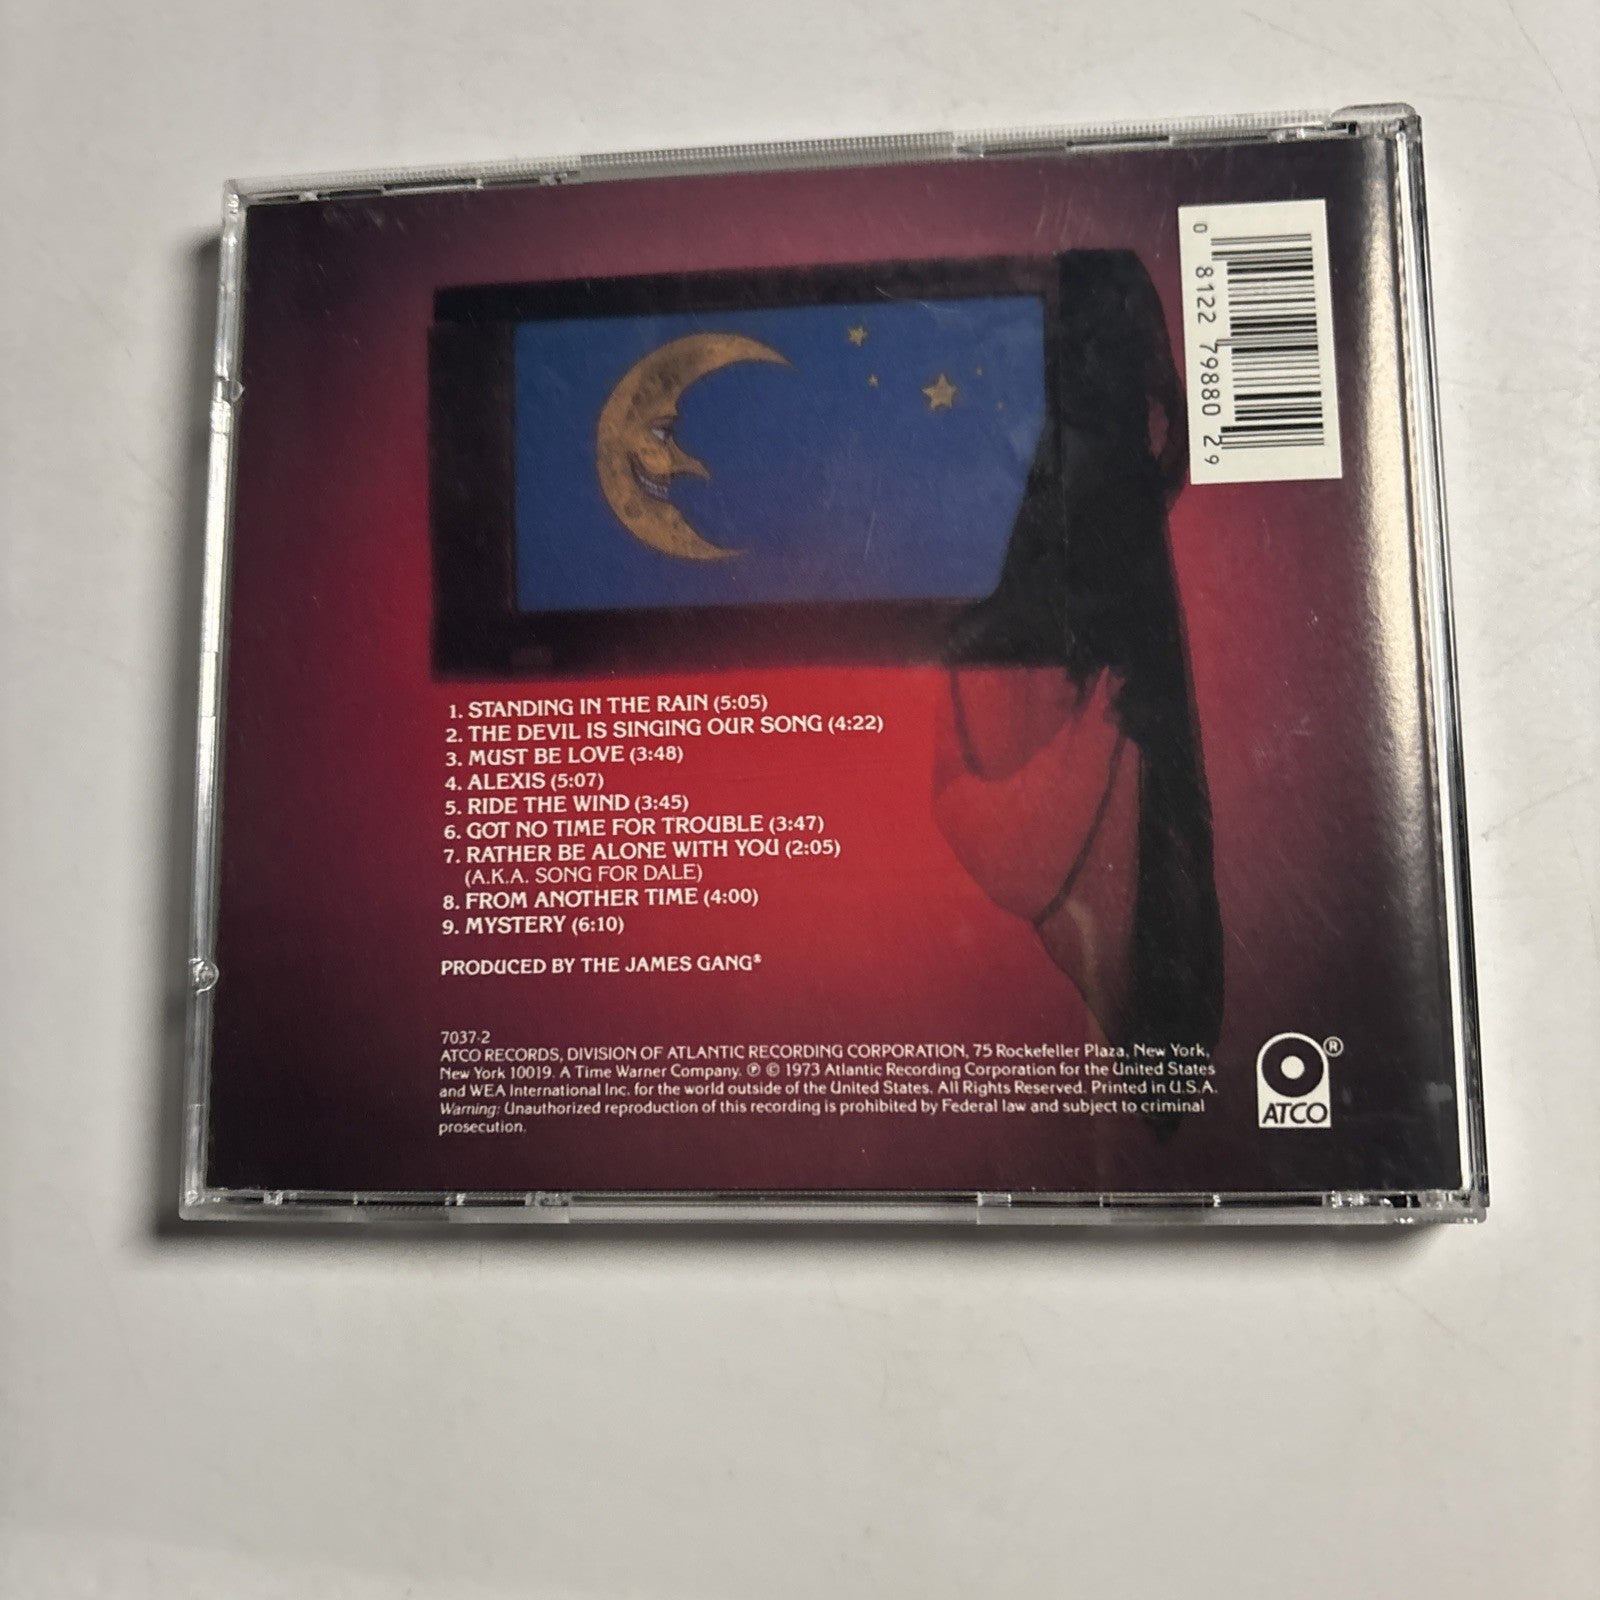 1. STANDING IN THE RAIN (5:05)
2. THE DEVIL IS SINGING OUR SONG (4:22)
3. MUST BE LOVE (3:48)
4. ALEXIS (5:07)
5. RIDE THE WIND (3:45)
6. GOT NO TIME FOR TROUBLE (3:47)
7. RATHER BE ALONE WITH YOU (2:05)
(A.K.A. SONG FOR DALE)
8. FROM ANOTHER TIME (4:00)
9. MYSTERY (6:10)
PRODUCED BY THE JAMES GANG®
7037-2
ATCO RECORDS, DIVISION OF ATLANTIC RECORDING CORPORATION, 75 Rockefeller Plaza, New York,
New York 10019. A Time Warner Company. ℗ © 1973 Atlantic Recording Corporation for the United States
and WEA International Inc. for the world outside of the United States. All Rights Reserved. Printed in U.S.A.
Warning: Unauthorized reproduction of this recording is prohibited by Federal law and subject to criminal
prosecution.
0 8122 79880 29
®
ATCO